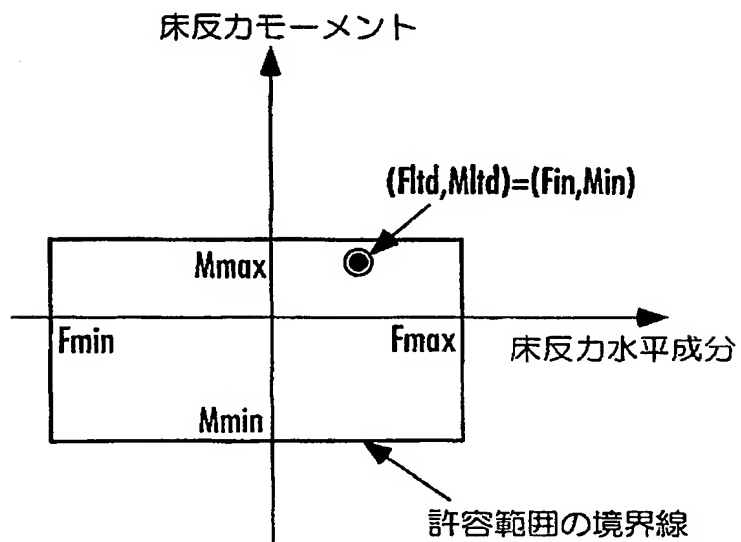 床反力モーメント
(Fltd,Mltd)=(Fin,Min)
Mmax
Fmin
Fmax
床反力水平成分
Mmin
許容範囲の境界線